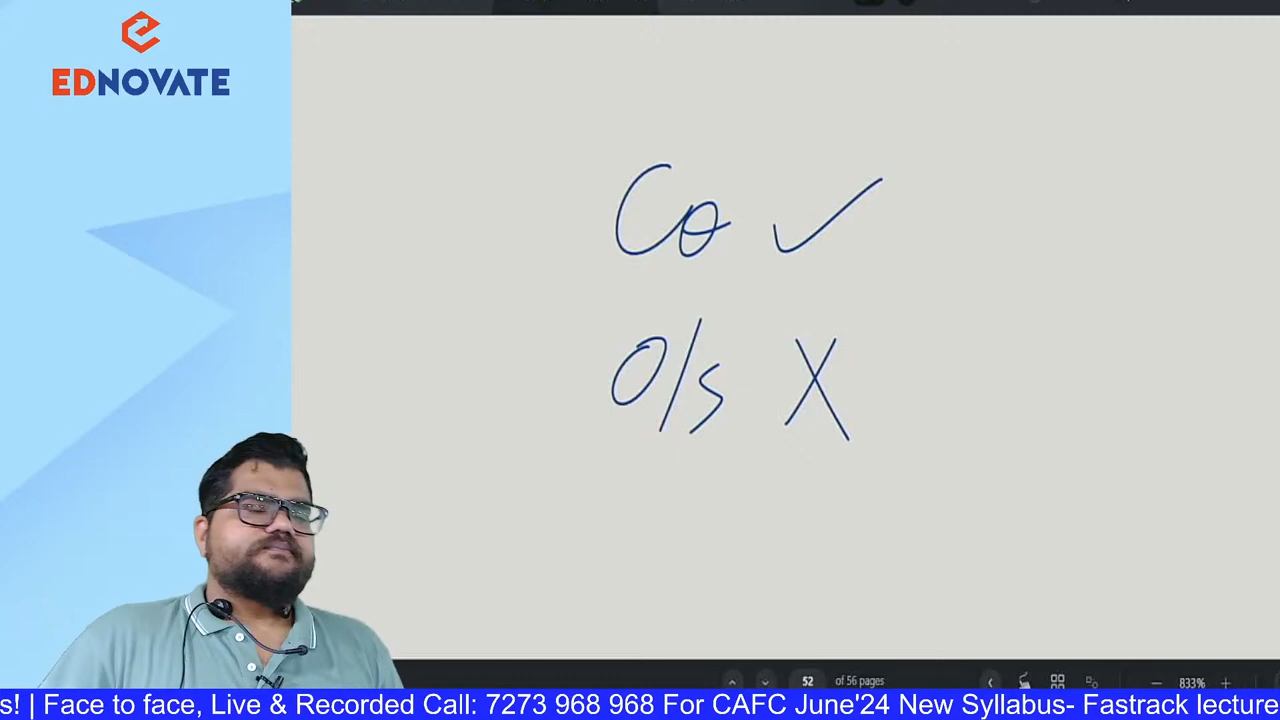 EDNOVATE
Co ✓
O/s X
52 of 56 pages
833%
s! | Face to face, Live & Recorded Call: 7273 968 968 For CAFC June'24 New Syllabus- Fastrack lecture